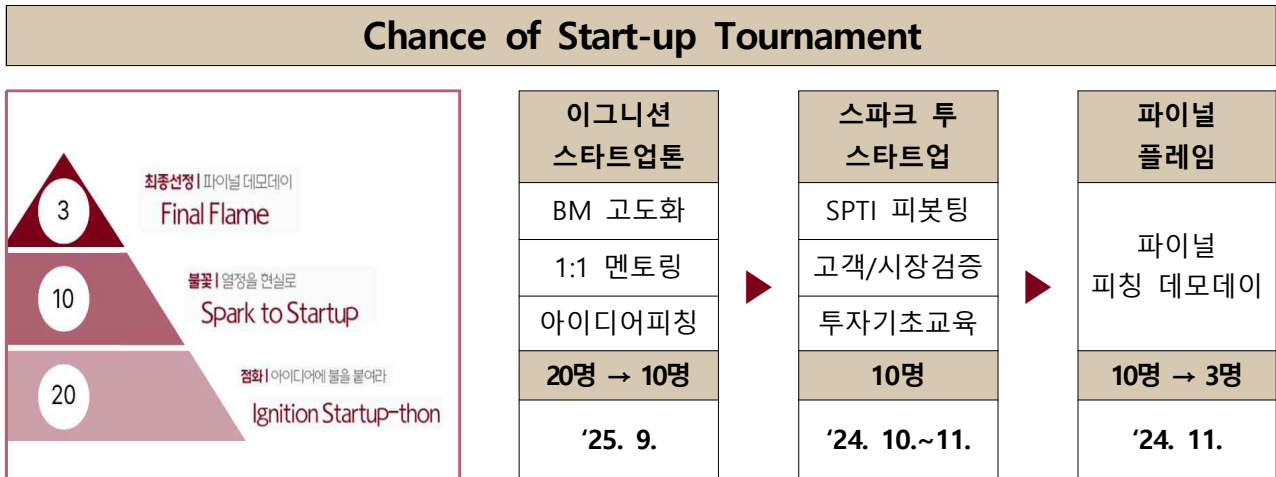 Chance of Start-up Tournament
3
최종선정 | 파이널 데모데이
Final Flame
10
불꽃 | 열정을 현실로
Spark to Startup
20
점화 | 아이디어에 불을 붙여라
Ignition Startup-thon
이그니션
스타트업톤
BM 고도화
1:1 멘토링
아이디어피칭
20명 → 10명
‘25. 9.
▶
스파크 투
스타트업
SPTI 피봇팅
고객/시장검증
투자기초교육
10명
‘24. 10.~11.
▶
파이널
플레임
파이널
피칭 데모데이
10명 → 3명
‘24. 11.